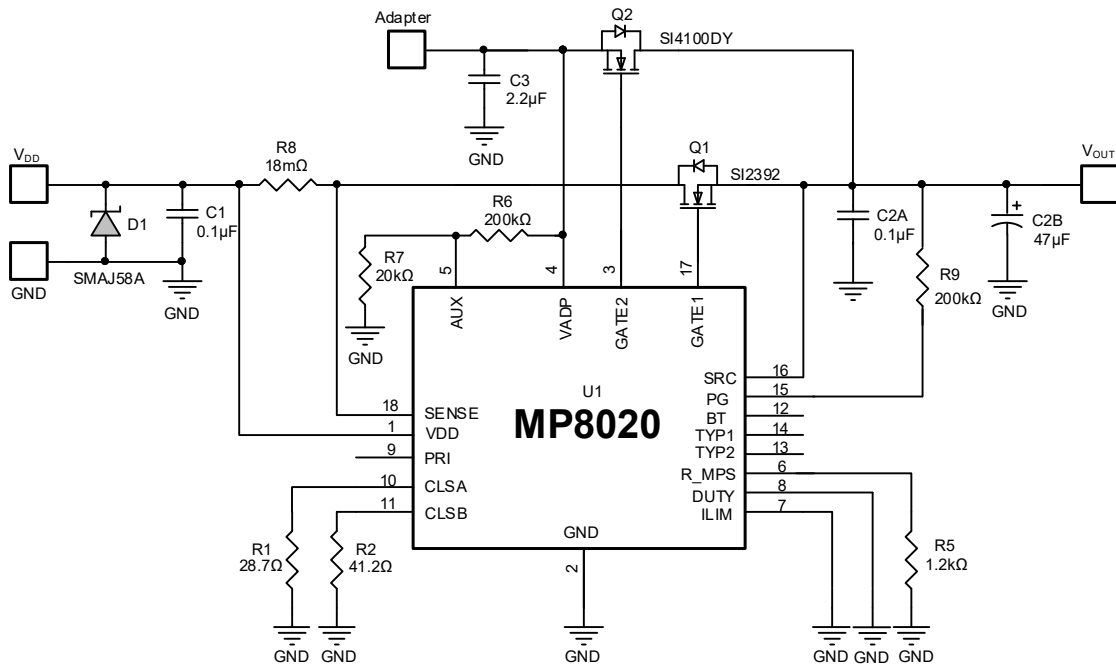 Adapter
Q2
SI4100DY
C3
2.2µF
GND
VDD
R8
18mΩ
Q1
SI2392
VOUT
D1
C1
0.1µF
R6
200kΩ
C2A
0.1µF
C2B
47µF
+
GND
SMAJ58A
GND
R7
20kΩ
GND
R9
200kΩ
GND
GND
5
4
3
17
AUX
VADP
GATE2
GATE1
U1
MP8020
18
SENSE
1
VDD
9
PRI
10
CLSA
11
CLSB
SRC
16
PG
15
BT
12
TYP1
14
TYP2
13
R_MPS
6
DUTY
8
ILIM
7
GND
2
R1
28.7Ω
R2
41.2Ω
R5
1.2kΩ
GND
GND
GND
GND
GND
GND